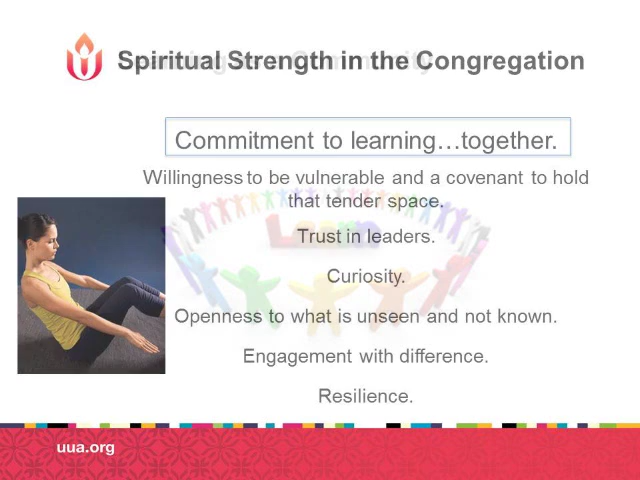 Spiritual Strength in the Congregation
Commitment to learning…together.
Willingness to be vulnerable and a covenant to hold
that tender space.
Learn
Trust in leaders.
Curiosity.
Openness to what is unseen and not known.
Engagement with difference.
Resilience.
uua.org